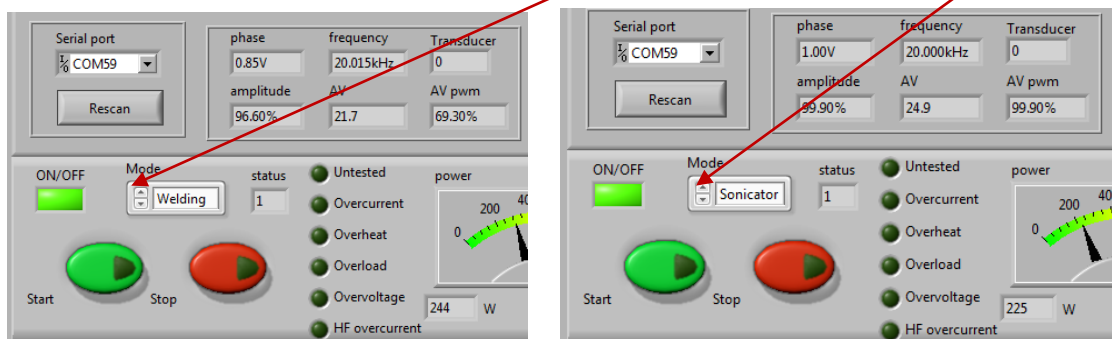 Serial port
COM59
Rescan
phase frequency Transducer
0.85V 20.015kHz 0
amplitude AV AV pwm
96.60% 21.7 69.30%
ON/OFF Mode status
Welding 1
Start Stop
Untested
Overcurrent
Overheat
Overload
Overvoltage
HF overcurrent
power
0 200 40
244 W
Serial port
COM59
Rescan
phase frequency Transducer
1.00V 20.000kHz 0
amplitude AV AV pwm
99.90% 24.9 99.90%
ON/OFF Mode status
Sonicator 1
Start Stop
Untested
Overcurrent
Overheat
Overload
Overvoltage
HF overcurrent
power
0 200 40
225 W